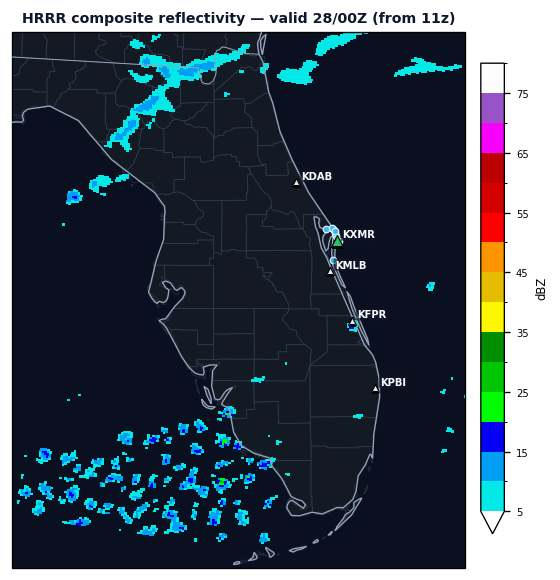 HRRR composite reflectivity — valid 28/00Z (from 11z)
KDAB
KXMR
KMLB
KFPR
KPBI
75
65
55
45
35
25
15
5
dBZ